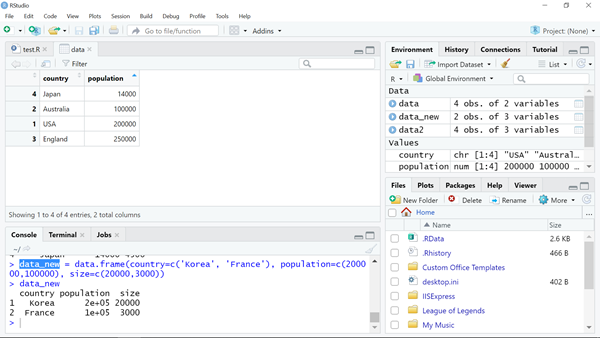 RStudio
File Edit Code View Plots Session Build Debug Profile Tools Help
Go to file/function Addins Project: (None)
test.R data
Filter
country population
4 Japan 14000
2 Australia 100000
1 USA 200000
3 England 250000
Showing 1 to 4 of 4 entries, 2 total columns
Console Terminal Jobs
~/
> data_new = data.frame(country=c('Korea', 'France'), population=c(2000
00,100000), size=c(20000,3000))
> data_new
country population size
1 Korea 2e+05 20000
2 France 1e+05 3000
>
Environment History Connections Tutorial
Import Dataset List
R Global Environment
Data
data 4 obs. of 2 variables
data_new 2 obs. of 3 variables
data2 4 obs. of 3 variables
Values
country chr [1:4] "USA" "Austral…
population num [1:4] 200000 100000 …
Files Plots Packages Help Viewer
New Folder Delete Rename More
Home
Name Size
.RData 2.6 KB
.Rhistory 466 B
Custom Office Templates
desktop.ini 402 B
IISExpress
League of Legends
My Music